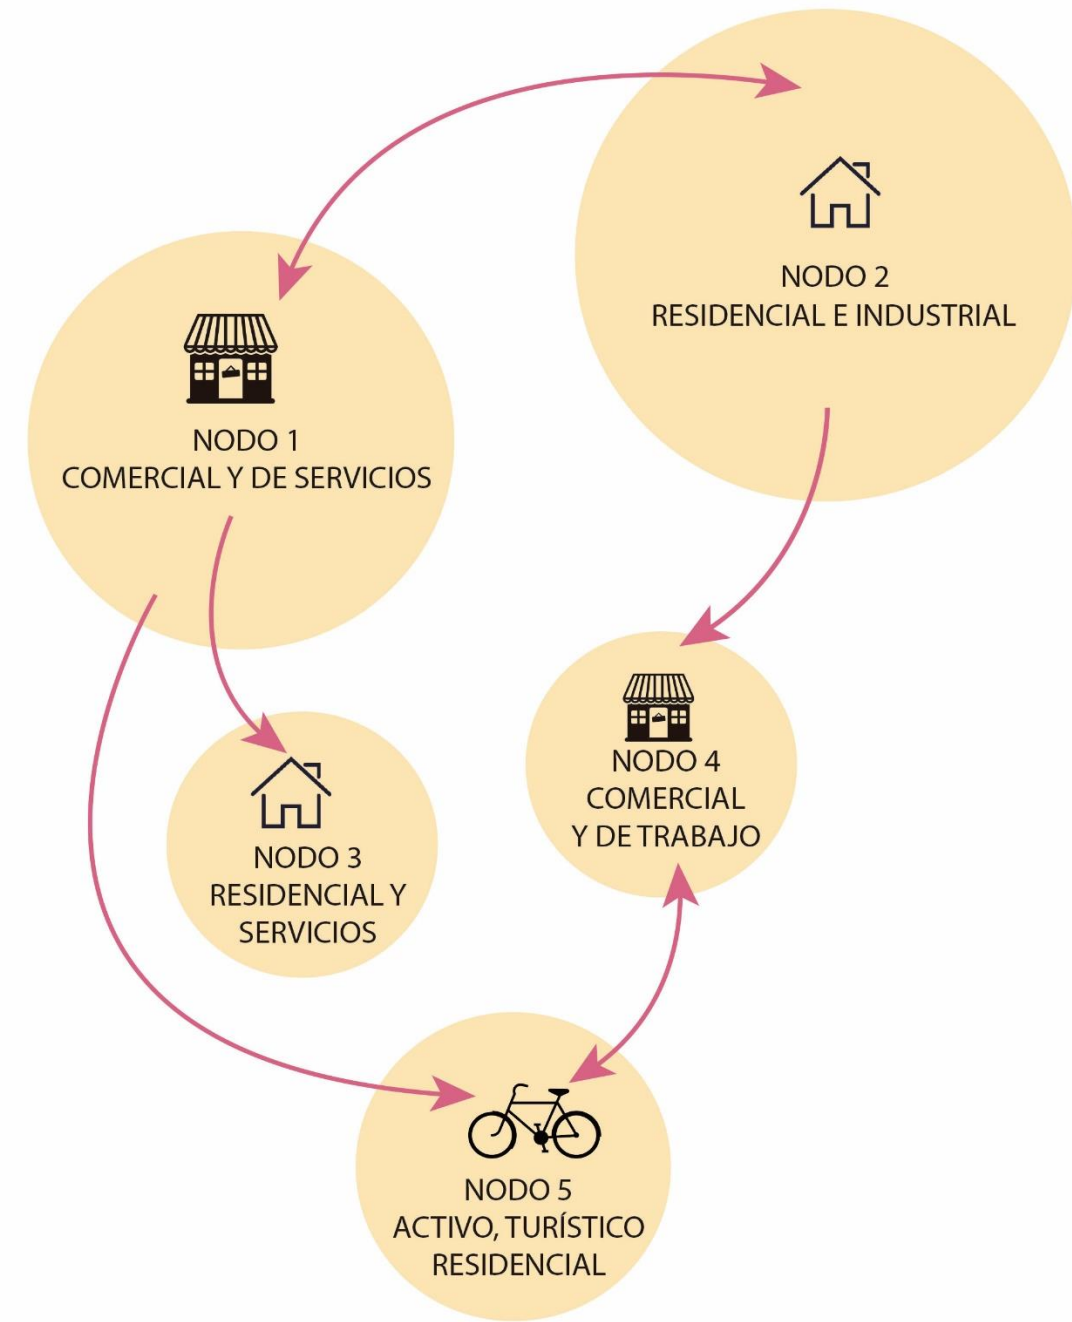 NODO 2
RESIDENCIAL E INDUSTRIAL
NODO 1
COMERCIAL Y DE SERVICIOS
NODO 4
COMERCIAL
Y DE TRABAJO
NODO 3
RESIDENCIAL Y
SERVICIOS
NODO 5
ACTIVO, TURÍSTICO
RESIDENCIAL